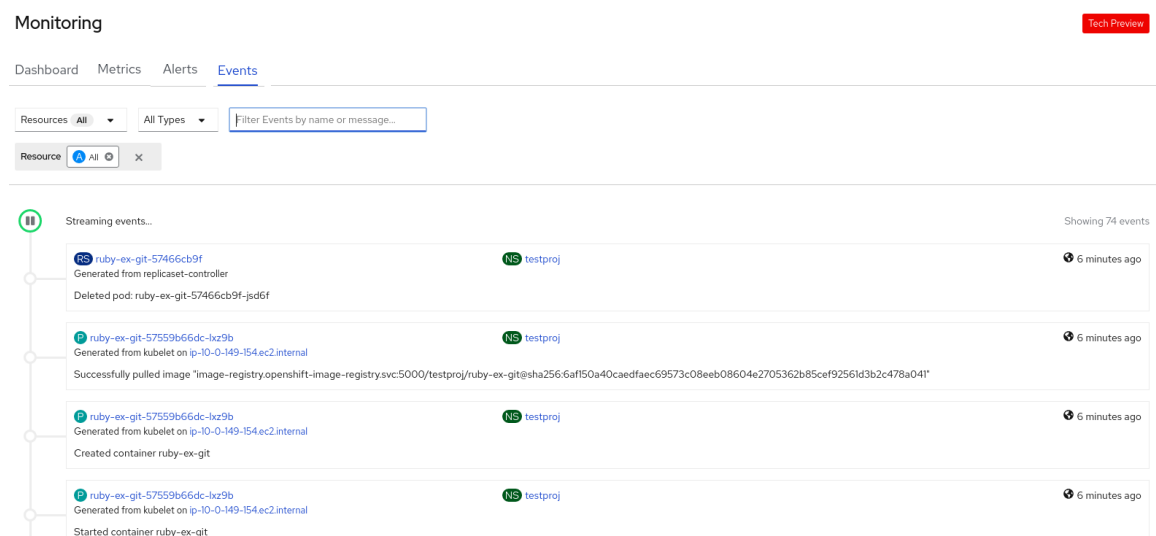 Monitoring
Tech Preview
Dashboard Metrics Alerts Events
Resources All All Types Filter Events by name or message...
Resource A All
Streaming events... Showing 74 events
RS ruby-ex-git-57466cb9f NS testproj 6 minutes ago
Generated from replicaset-controller
Deleted pod: ruby-ex-git-57466cb9f-jsd6f
P ruby-ex-git-57559b66dc-lxz9b NS testproj 6 minutes ago
Generated from kubelet on ip-10-0-149-154.ec2.internal
Successfully pulled image "image-registry.openshift-image-registry.svc:5000/testproj/ruby-ex-git@sha256:6af150a40caedfaec69573c08eeb08604e2705362b85cef92561d3b2c478a041"
P ruby-ex-git-57559b66dc-lxz9b NS testproj 6 minutes ago
Generated from kubelet on ip-10-0-149-154.ec2.internal
Created container ruby-ex-git
P ruby-ex-git-57559b66dc-lxz9b NS testproj 6 minutes ago
Generated from kubelet on ip-10-0-149-154.ec2.internal
Started container ruby-ex-git